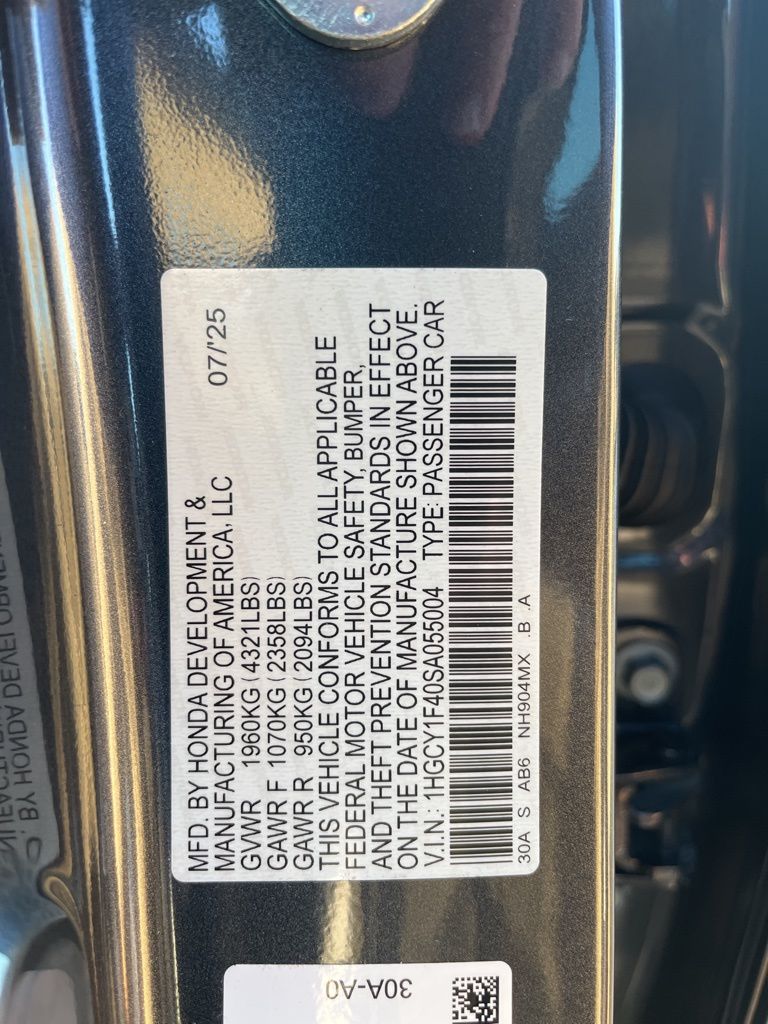 MFD. BY HONDA DEVELOPMENT &
MANUFACTURING OF AMERICA, LLC 07/'25
GVWR 1960KG (4321LBS)
GAWR F 1070KG (2358LBS)
GAWR R 950KG (2094LBS)
THIS VEHICLE CONFORMS TO ALL APPLICABLE
FEDERAL MOTOR VEHICLE SAFETY, BUMPER,
AND THEFT PREVENTION STANDARDS IN EFFECT
ON THE DATE OF MANUFACTURE SHOWN ABOVE.
V.I.N.: 1HGCY1F40SA055004 TYPE: PASSENGER CAR
30A S AB6 NH904MX .B .A
30A-A0